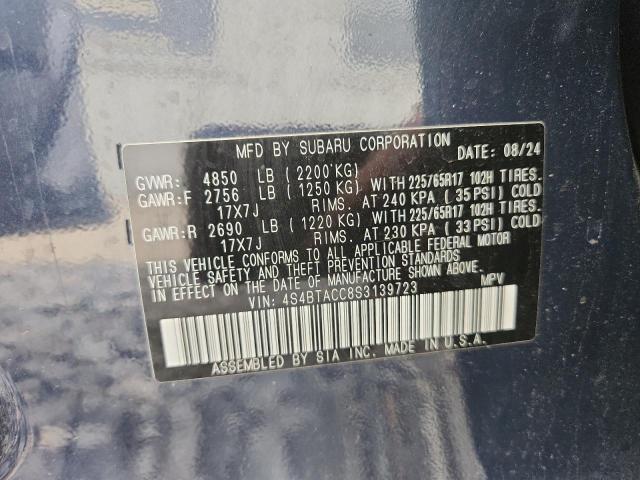 MFD BY SUBARU CORPORATION DATE: 08/24
GVWR: 4850 LB (2200KG)
GAWR:F 2756 LB (1250 KG) WITH 225/65R17 102H TIRES.
17X7J RIMS. AT 240 KPA (35 PSI) COLD
GAWR:R 2690 LB (1220 KG) WITH 225/65R17 102H TIRES.
17X7J RIMS. AT 230 KPA (33 PSI) COLD
THIS VEHICLE CONFORMS TO ALL APPLICABLE FEDERAL MOTOR
VEHICLE SAFETY AND THEFT PREVENTION STANDARDS
IN EFFECT ON THE DATE OF MANUFACTURE SHOWN ABOVE.
VIN: 4S4BTACC8S3139723 MPV
ASSEMBLED BY SIA INC. MADE IN U.S.A.